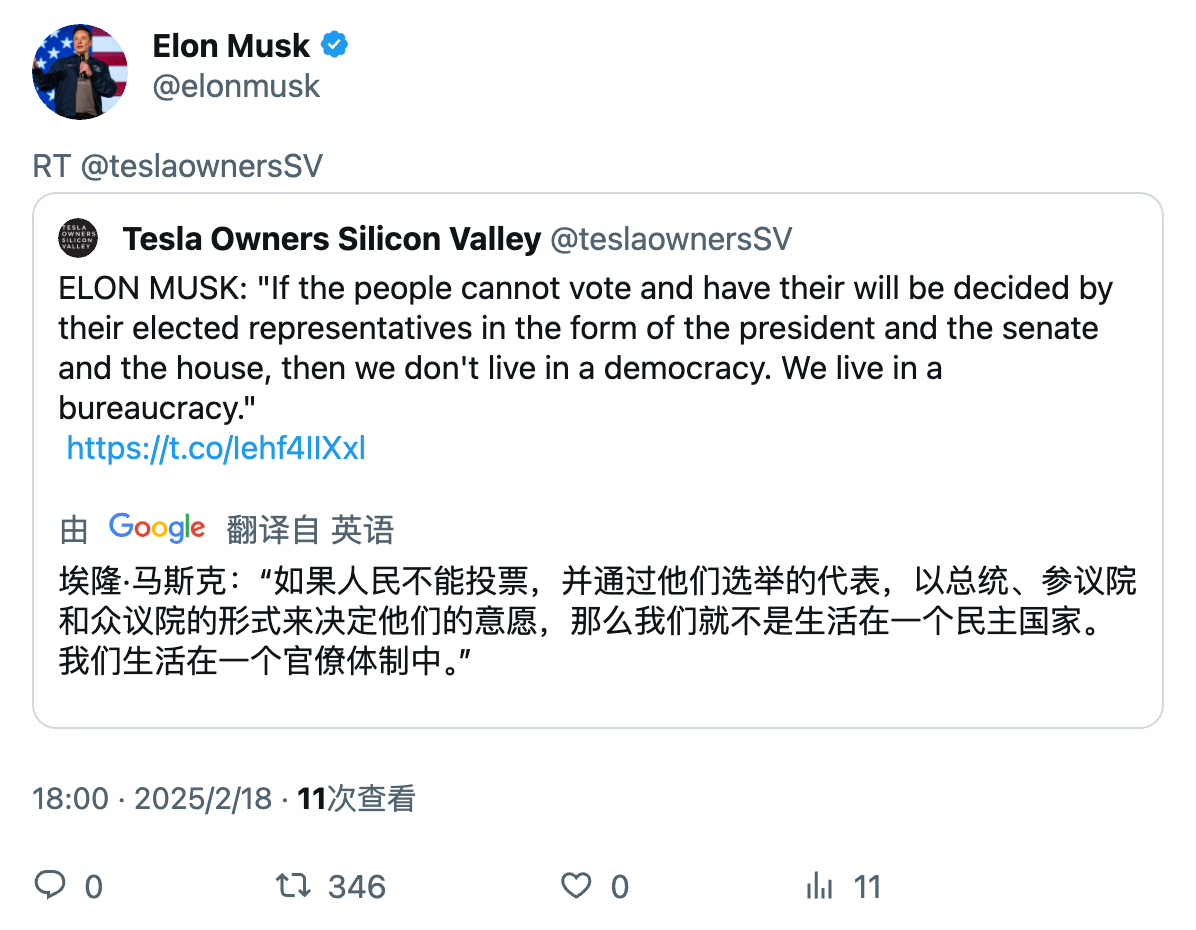 Elon Musk
@elonmusk
RT @teslaownersSV
TESLA
OWNERS
SILICON
VALLEY
Tesla Owners Silicon Valley @teslaownersSV
ELON MUSK: "If the people cannot vote and have their will be decided by
their elected representatives in the form of the president and the senate
and the house, then we don't live in a democracy. We live in a
bureaucracy."
https://t.co/lehf4IIXxl
由 Google 翻译自 英语
埃隆·马斯克：“如果人民不能投票，并通过他们选举的代表，以总统、参议院
和众议院的形式来决定他们的意愿，那么我们就不是生活在一个民主国家。
我们生活在一个官僚体制中。”
18:00 · 2025/2/18 · 11次查看
0 346 0 11